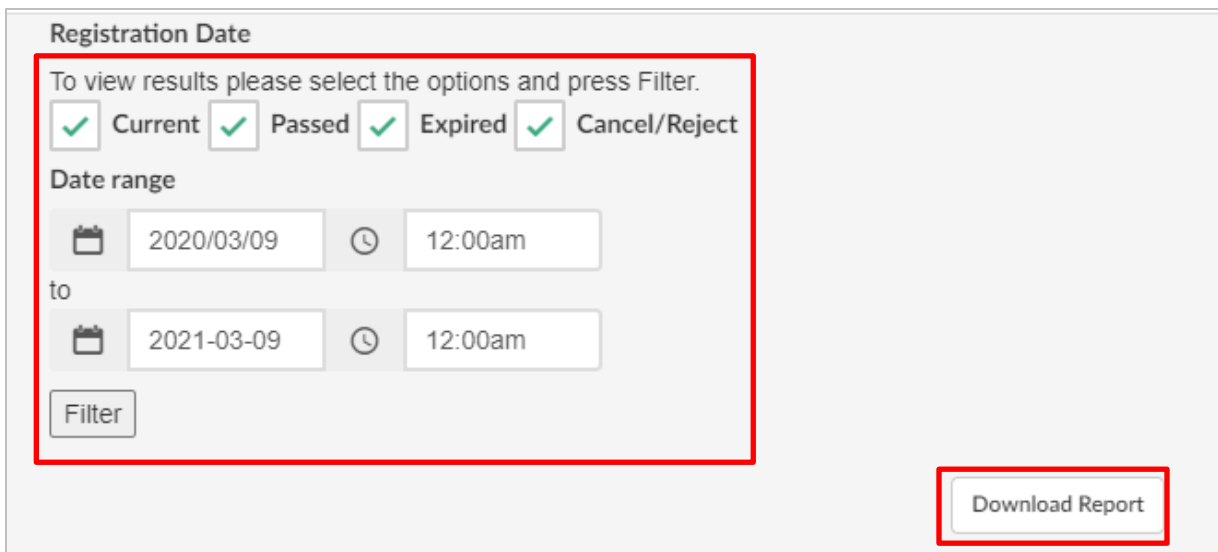 Registration Date
To view results please select the options and press Filter.
Current Passed Expired Cancel/Reject
Date range
2020/03/09 12:00am
to
2021-03-09 12:00am
Filter
Download Report